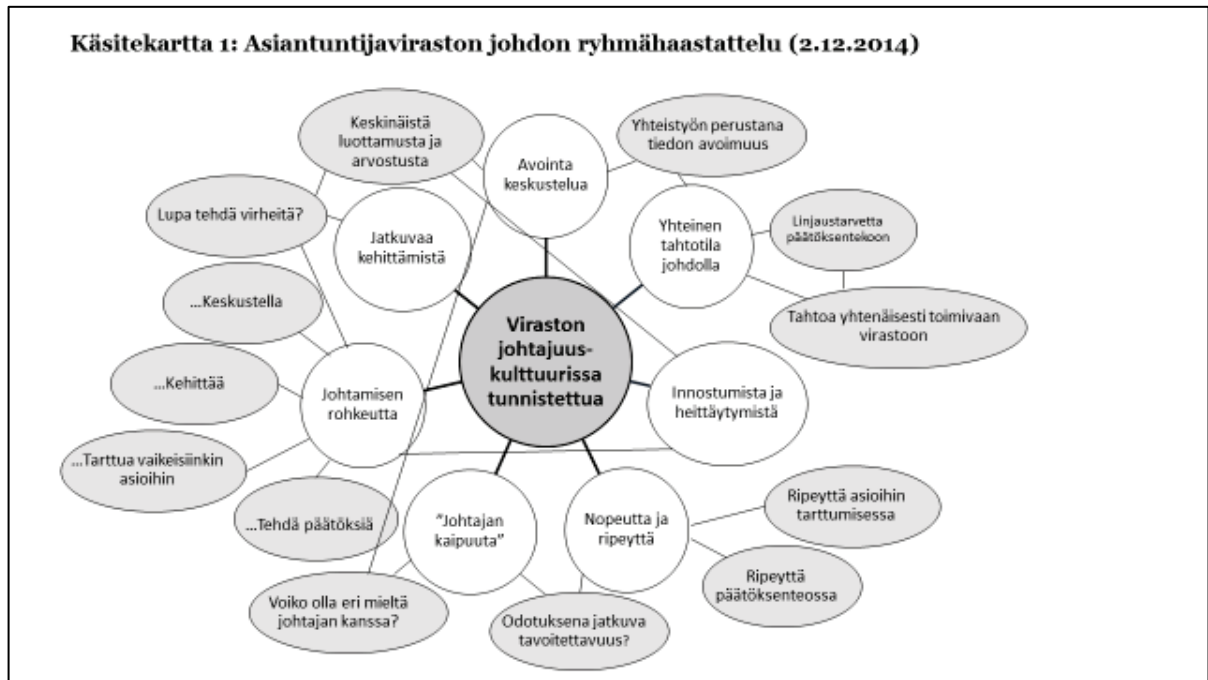 Käsitekartta 1: Asiantuntijaviraston johdon ryhmähaastattelu (2.12.2014)
Keskinäistä
luottamusta ja
arvostusta
Avointa
keskustelua
Yhteistyön perustana
tiedon avoimuus
Lupa tehdä virheitä?
Jatkuvaa
kehittämistä
Yhteinen
tahtotila
johdolla
Linjaustarvetta
päätöksentekoon
...Keskustella
Viraston
johtajuus-
kulttuurissa
tunnistettua
Tahtoa yhtenäisesti toimivaan
virastoon
...Kehittää
Johtamisen
rohkeutta
Innostumista ja
heittäytymistä
...Tarttua vaikeisiinkin
asioihin
...Tehdä päätöksiä
"Johtajan
kaipuuta"
Nopeutta ja
ripeyttä
Ripeyttä asioihin
tarttumisessa
Ripeyttä
päätöksenteossa
Voiko olla eri mieltä
johtajan kanssa?
Odotuksena jatkuva
tavoitettavuus?